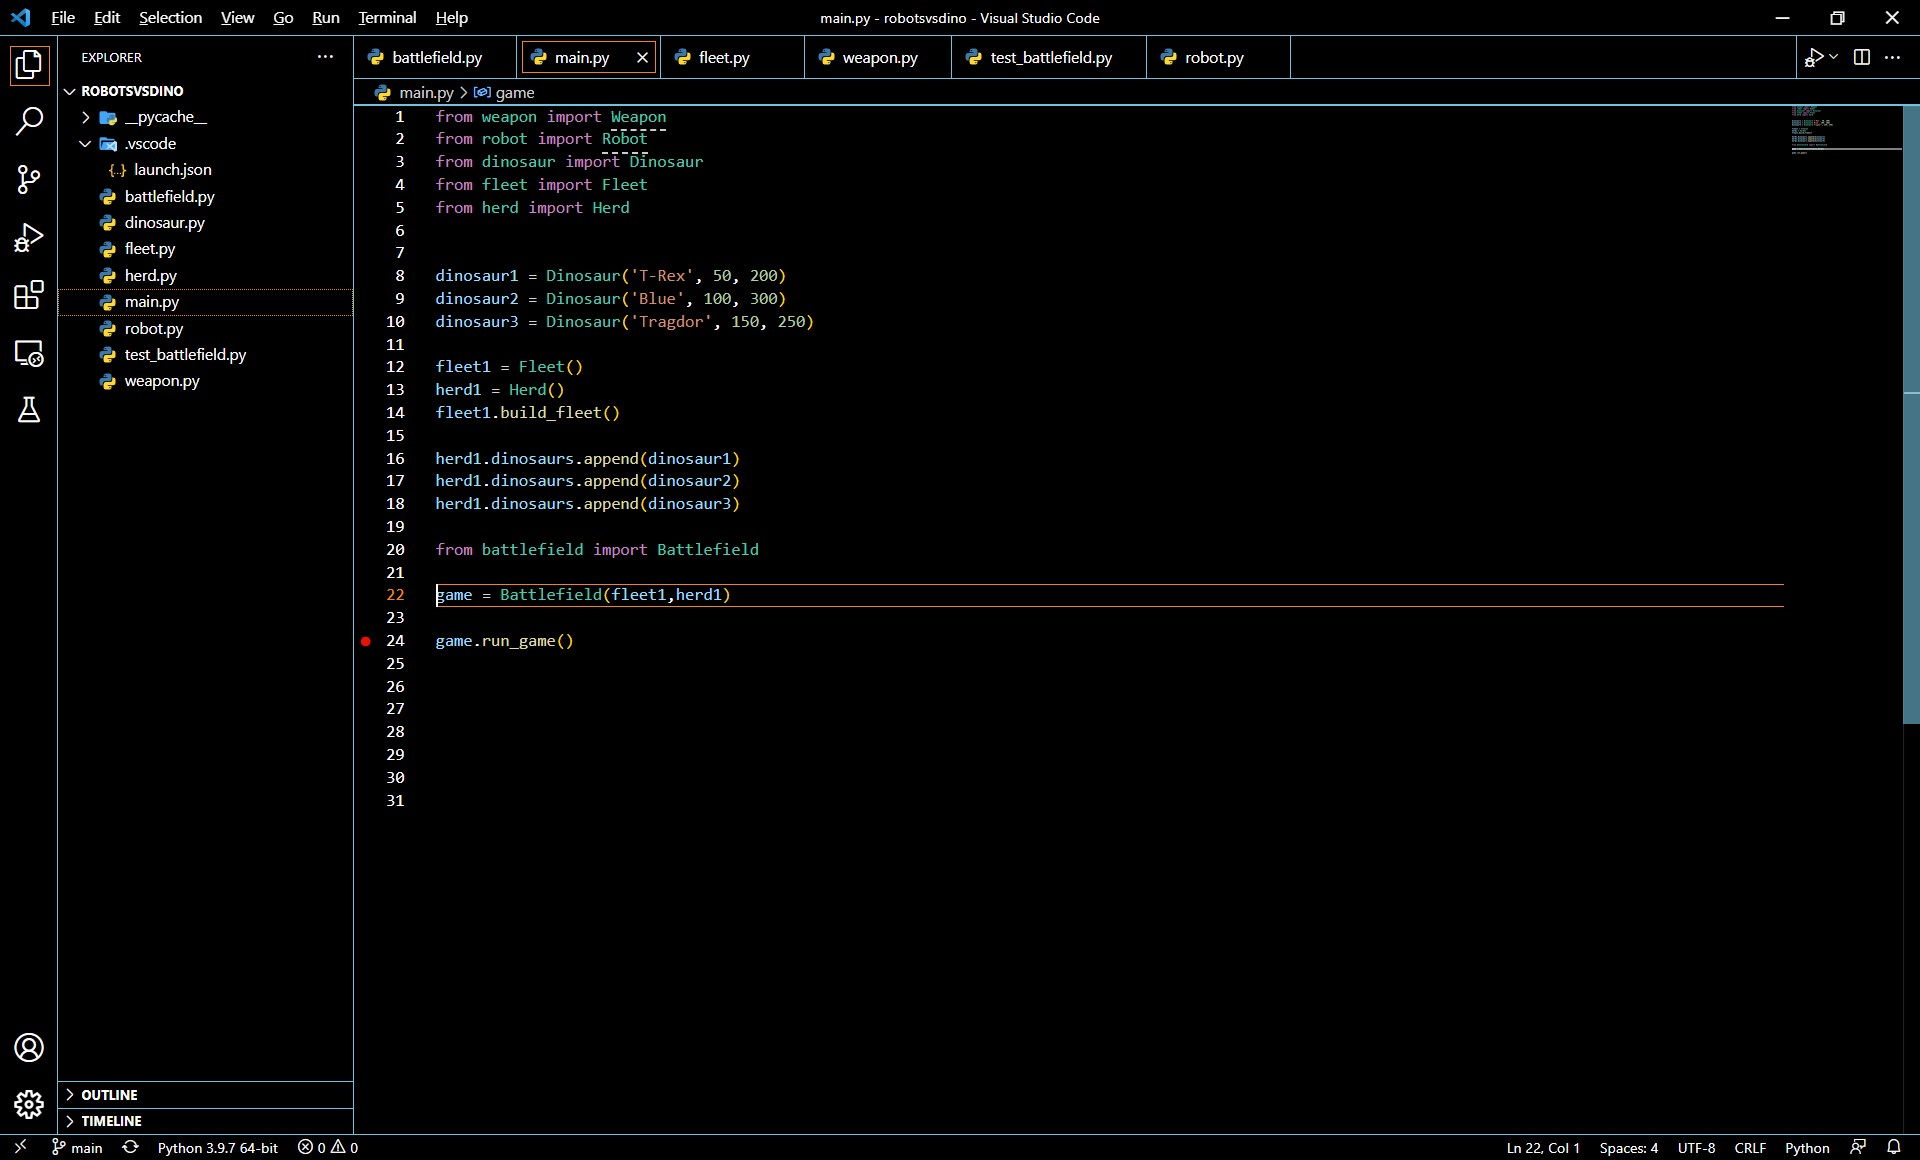 File Edit Selection View Go Run Terminal Help
main.py - robotsvsdino - Visual Studio Code
EXPLORER
ROBOTSVSDINO
__pycache__
.vscode
{..} launch.json
battlefield.py
dinosaur.py
fleet.py
herd.py
main.py
robot.py
test_battlefield.py
weapon.py
OUTLINE
TIMELINE
battlefield.py main.py fleet.py weapon.py test_battlefield.py robot.py
main.py > game
1 from weapon import Weapon
2 from robot import Robot
3 from dinosaur import Dinosaur
4 from fleet import Fleet
5 from herd import Herd
6
7
8 dinosaur1 = Dinosaur('T-Rex', 50, 200)
9 dinosaur2 = Dinosaur('Blue', 100, 300)
10 dinosaur3 = Dinosaur('Tragdor', 150, 250)
11
12 fleet1 = Fleet()
13 herd1 = Herd()
14 fleet1.build_fleet()
15
16 herd1.dinosaurs.append(dinosaur1)
17 herd1.dinosaurs.append(dinosaur2)
18 herd1.dinosaurs.append(dinosaur3)
19
20 from battlefield import Battlefield
21
22 game = Battlefield(fleet1,herd1)
23
24 game.run_game()
25
26
27
28
29
30
31
main Python 3.9.7 64-bit 0 0 Ln 22, Col 1 Spaces: 4 UTF-8 CRLF Python